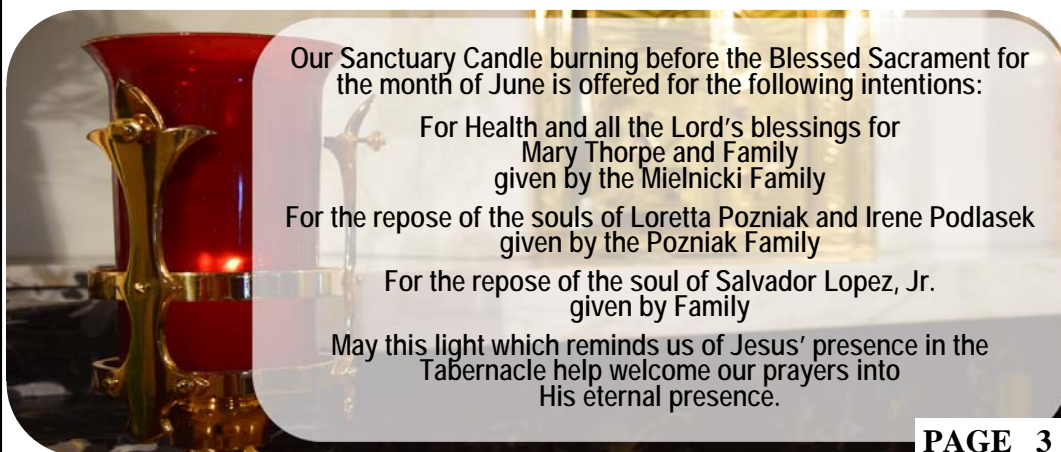 Our Sanctuary Candle burning before the Blessed Sacrament for
the month of June is offered for the following intentions:
For Health and all the Lord's blessings for
Mary Thorpe and Family
given by the Mielnicki Family
For the repose of the souls of Loretta Pozniak and Irene Podlasek
given by the Pozniak Family
For the repose of the soul of Salvador Lopez, Jr.
given by Family
May this light which reminds us of Jesus' presence in the
Tabernacle help welcome our prayers into
His eternal presence.
PAGE 3